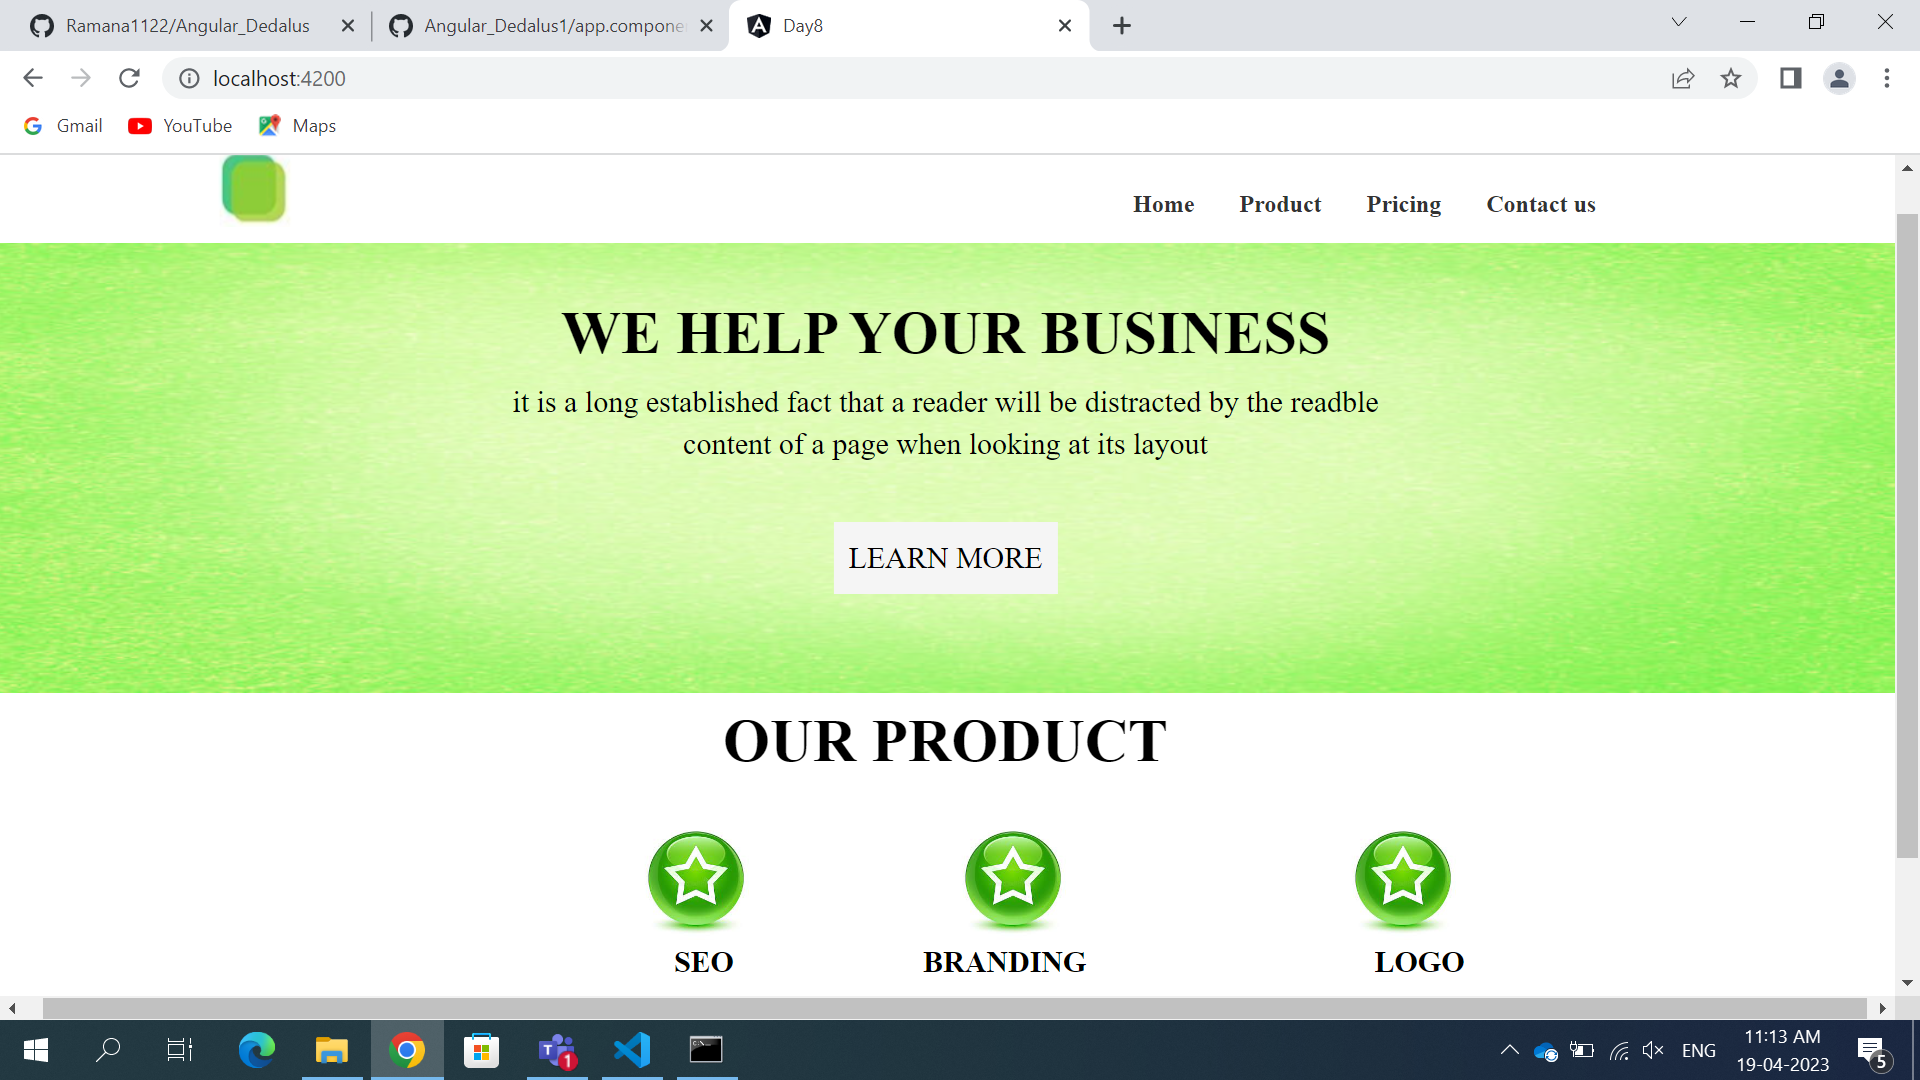 Ramana1122/Angular_Dedalus
Angular_Dedalus1/app.compone
Day8
localhost:4200
Gmail
YouTube
Maps
Home
Product
Pricing
Contact us
WE HELP YOUR BUSINESS
it is a long established fact that a reader will be distracted by the readble
content of a page when looking at its layout
LEARN MORE
OUR PRODUCT
SEO
BRANDING
LOGO
1
ENG
11:13 AM
19-04-2023
5